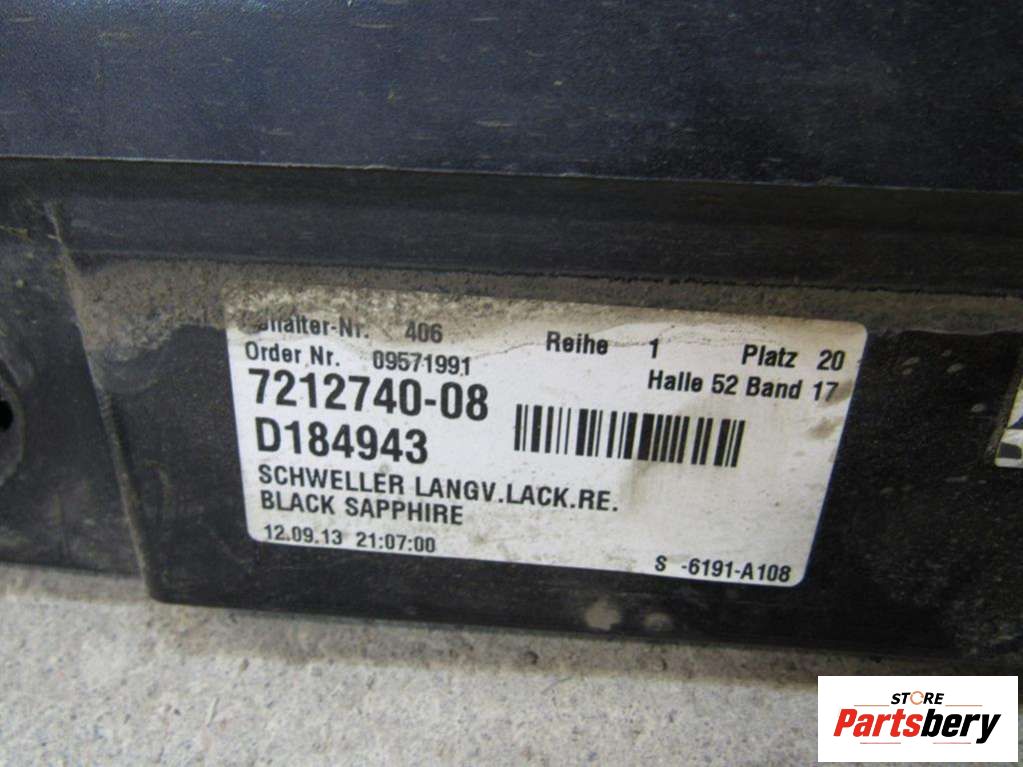 406 Reihe 1 Platz 20
Order Nr. 09571991 Halle 52 Band 17
7212740-08
D184943
SCHWELLER LANGV.LACK.RE.
BLACK SAPPHIRE
12.09.13 21:07:00 S -6191-A108
STORE
Partsbery